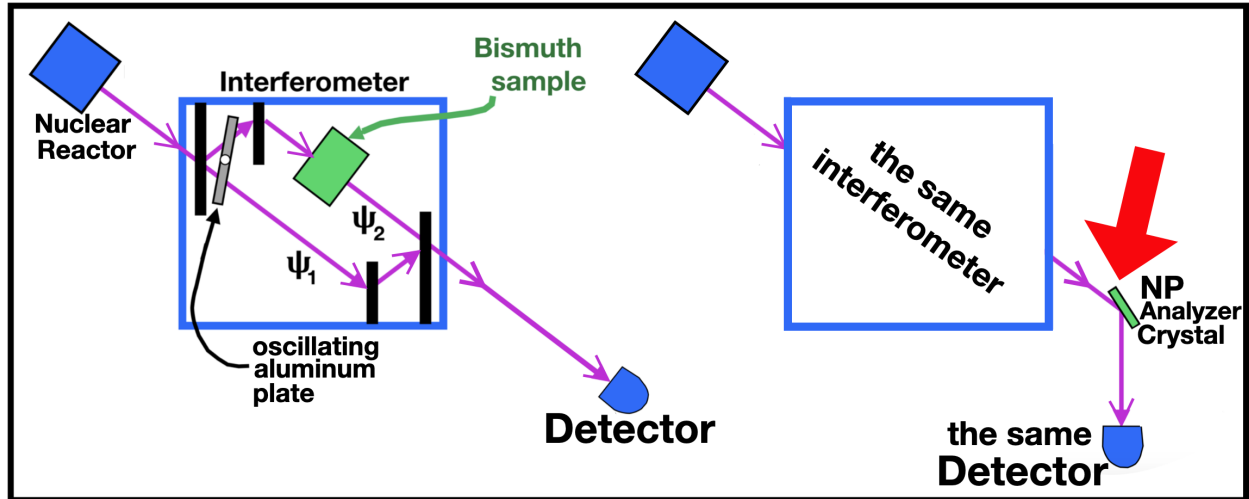 Bismuth
sample
Interferometer
Nuclear
Reactor
Ψ₂
Ψ₁
oscillating
aluminum
plate
Detector
the same
interferometer
NP
Analyzer
Crystal
the same
Detector